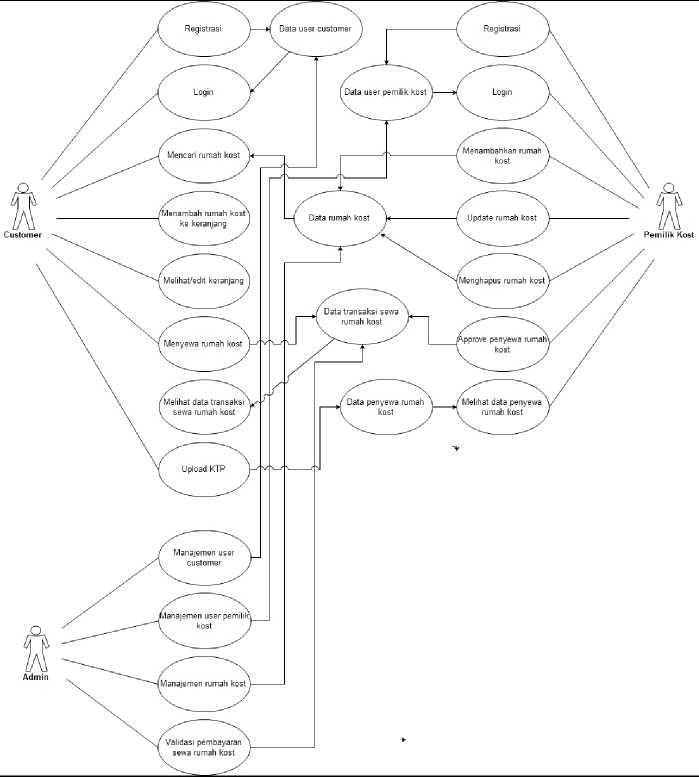 Registrasi
Data user customer
Registrasi
Login
Data user pemilik kost
Login
Mencari rumah kost
Menambahkan rumah
kost
Customer
Menambah rumah kost
ke keranjang
Data rumah kost
Update rumah kost
Pemilik Kost
Melihat/edit keranjang
Menghapus rumah kost
Data transaksi sewa
rumah kost
Menyewa rumah kost
Approve penyewa rumah
kost
Melihat data transaksi
sewa rumah kost
Data penyewa rumah
kost
Melihat data penyewa
rumah kost
Upload KTP
Manajemen user
customer
Manajemen user pemilik
kost
Admin
Manajemen rumah kost
Validasi pembayaran
sewa rumah kost